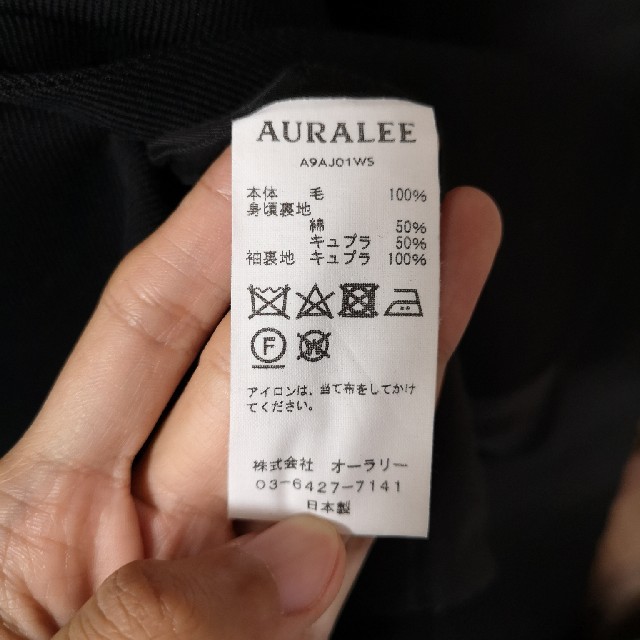 AURALEE
A9AJ01WS
本体 毛 100%
身頃裏地
綿 50%
キュプラ 50%
袖裏地 キュプラ 100%
F
W
アイロンは、当て布をしてかけ
てください。
株式会社 オーラリー
03-6427-7141
日本製